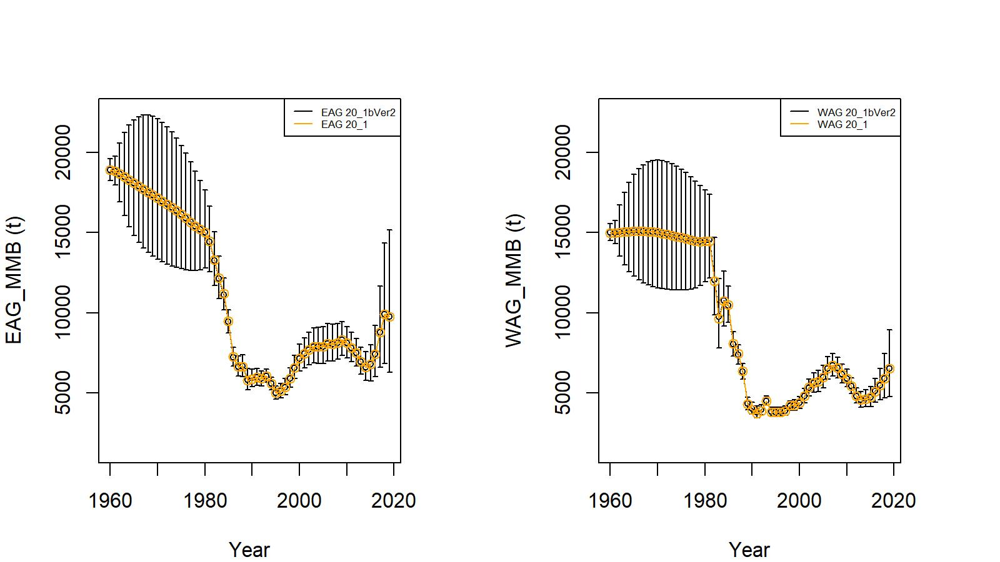 EAG_MMB (t)
20000
15000
10000
5000
EAG 20_1bVer2
EAG 20_1
1960 1980 2000 2020
Year
WAG_MMB (t)
20000
15000
10000
5000
WAG 20_1bVer2
WAG 20_1
1960 1980 2000 2020
Year